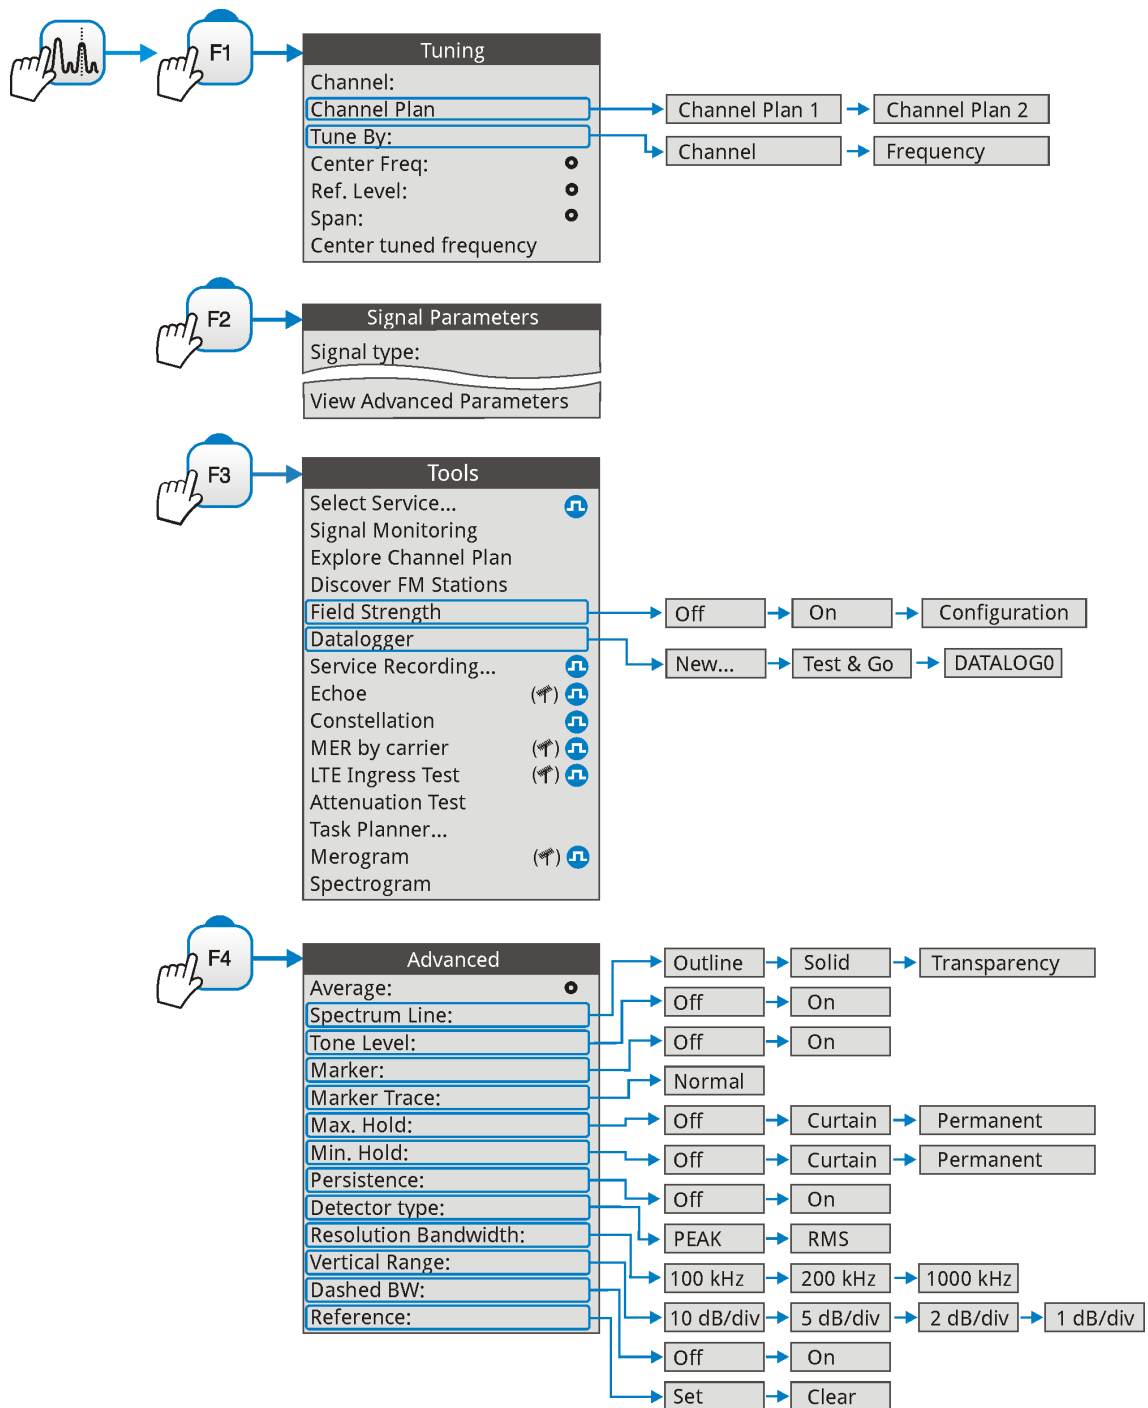 F1
Tuning
Channel:
Channel Plan
Channel Plan 1
Channel Plan 2
Tune By:
Channel
Frequency
Center Freq:
Ref. Level:
Span:
Center tuned frequency
F2
Signal Parameters
Signal type:
View Advanced Parameters
F3
Tools
Select Service...
Signal Monitoring
Explore Channel Plan
Discover FM Stations
Field Strength
Off
On
Configuration
Datalogger
New...
Test & Go
DATALOG0
Service Recording...
Echoe
Constellation
MER by carrier
LTE Ingress Test
Attenuation Test
Task Planner...
Merogram
Spectrogram
F4
Advanced
Average:
Spectrum Line:
Outline
Solid
Transparency
Tone Level:
Off
On
Marker:
Off
On
Marker Trace:
Normal
Max. Hold:
Off
Curtain
Permanent
Min. Hold:
Off
Curtain
Permanent
Persistence:
Off
On
Detector type:
PEAK
RMS
Resolution Bandwidth:
100 kHz
200 kHz
1000 kHz
Vertical Range:
10 dB/div
5 dB/div
2 dB/div
1 dB/div
Dashed BW:
Off
On
Reference:
Set
Clear